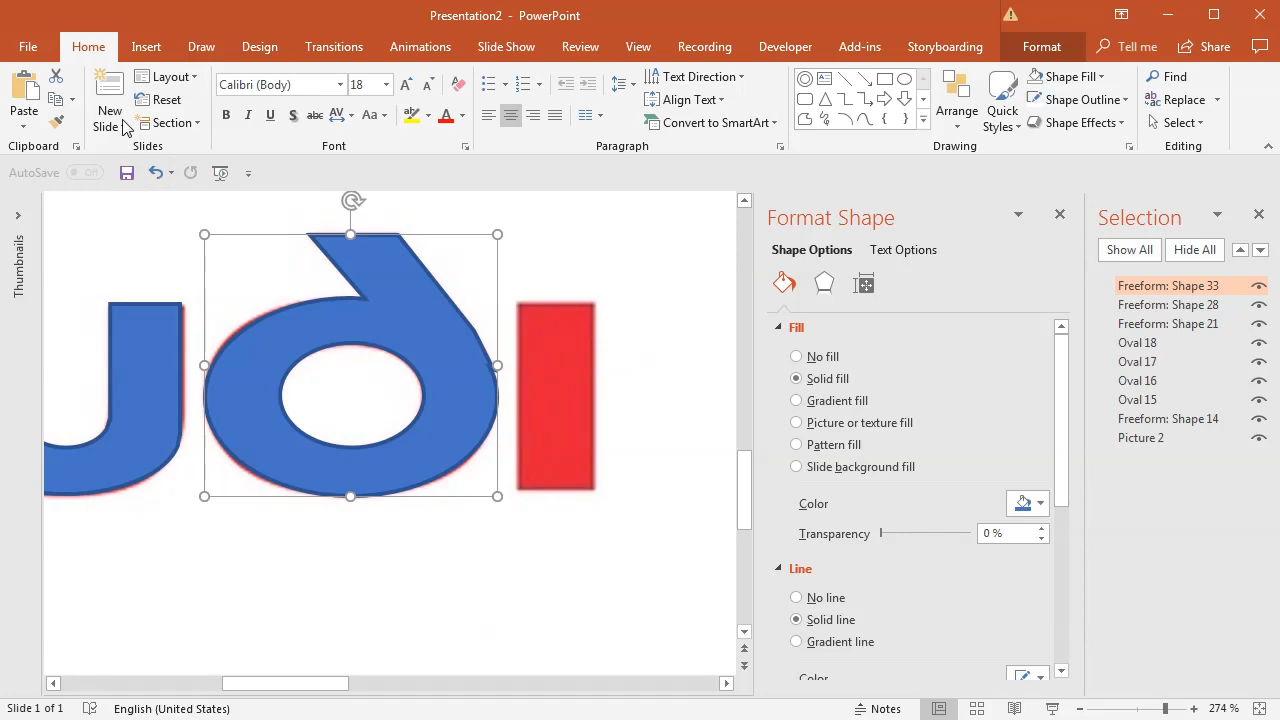 Presentation2 - PowerPoint
File Home Insert Draw Design Transitions Animations Slide Show Review View Recording Developer Add-ins Storyboarding Format Tell me Share
Paste
Clipboard
New Slide
Layout
Reset
Section
Slides
Calibri (Body) 18
B I U S abc AV Aa A
Font
Text Direction
Align Text
Convert to SmartArt
Paragraph
Arrange
Quick Styles
Shape Fill
Shape Outline
Shape Effects
Drawing
Find
Replace
Select
Editing
AutoSave Off
Thumbnails
Format Shape
Shape Options Text Options
Fill
No fill
Solid fill
Gradient fill
Picture or texture fill
Pattern fill
Slide background fill
Color
Transparency 0 %
Line
No line
Solid line
Gradient line
Color
Selection
Show All Hide All
Freeform: Shape 33
Freeform: Shape 28
Freeform: Shape 21
Oval 18
Oval 17
Oval 16
Oval 15
Freeform: Shape 14
Picture 2
Slide 1 of 1 English (United States) Notes 274 %